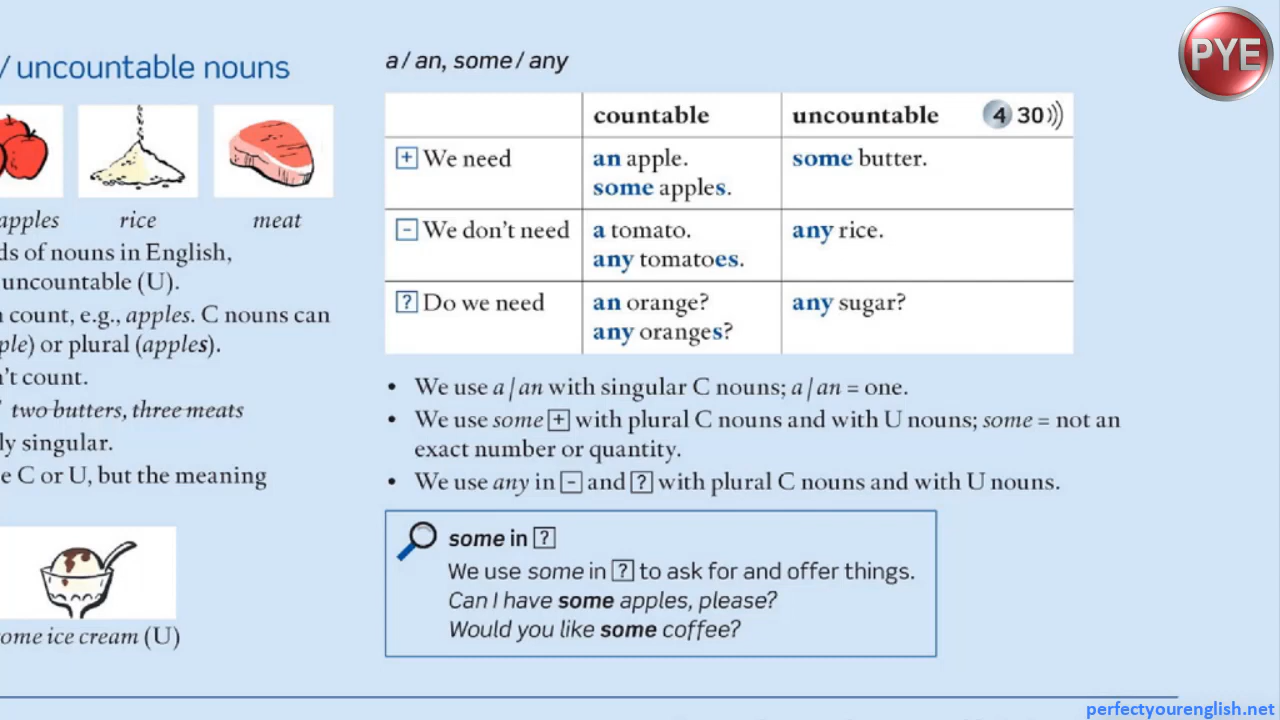 / uncountable nouns
apples rice meat
ds of nouns in English,
uncountable (U).
n count, e.g., apples. C nouns can
ple) or plural (apples).
n't count.
two butters, three meats
ly singular.
e C or U, but the meaning
ome ice cream (U)
a / an, some / any
countable uncountable 4 30
+ We need an apple. some butter.
some apples.
- We don't need a tomato. any rice.
any tomatoes.
? Do we need an orange? any sugar?
any oranges?
• We use a / an with singular C nouns; a / an = one.
• We use some + with plural C nouns and with U nouns; some = not an
exact number or quantity.
• We use any in - and ? with plural C nouns and with U nouns.
some in ?
We use some in ? to ask for and offer things.
Can I have some apples, please?
Would you like some coffee?
PYE
perfectyourenglish.net